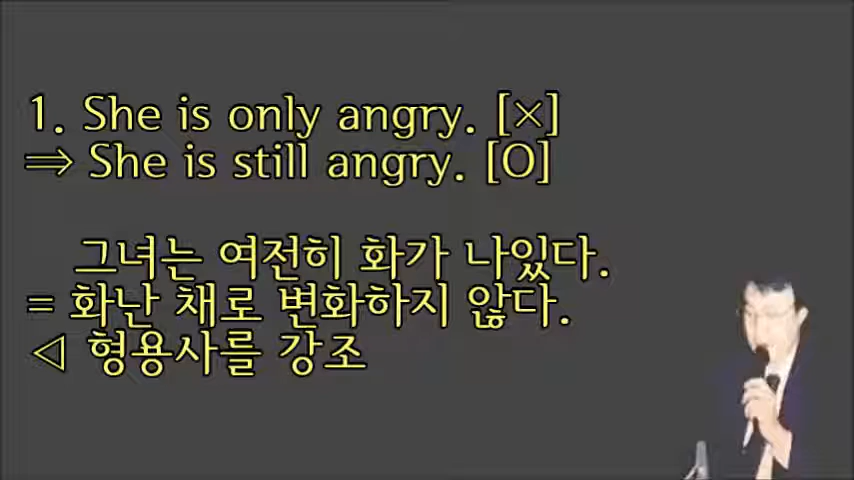 1. She is only angry. [×]
⇒ She is still angry. [O]
그녀는 여전히 화가 나있다.
= 화난 채로 변화하지 않다.
◁ 형용사를 강조